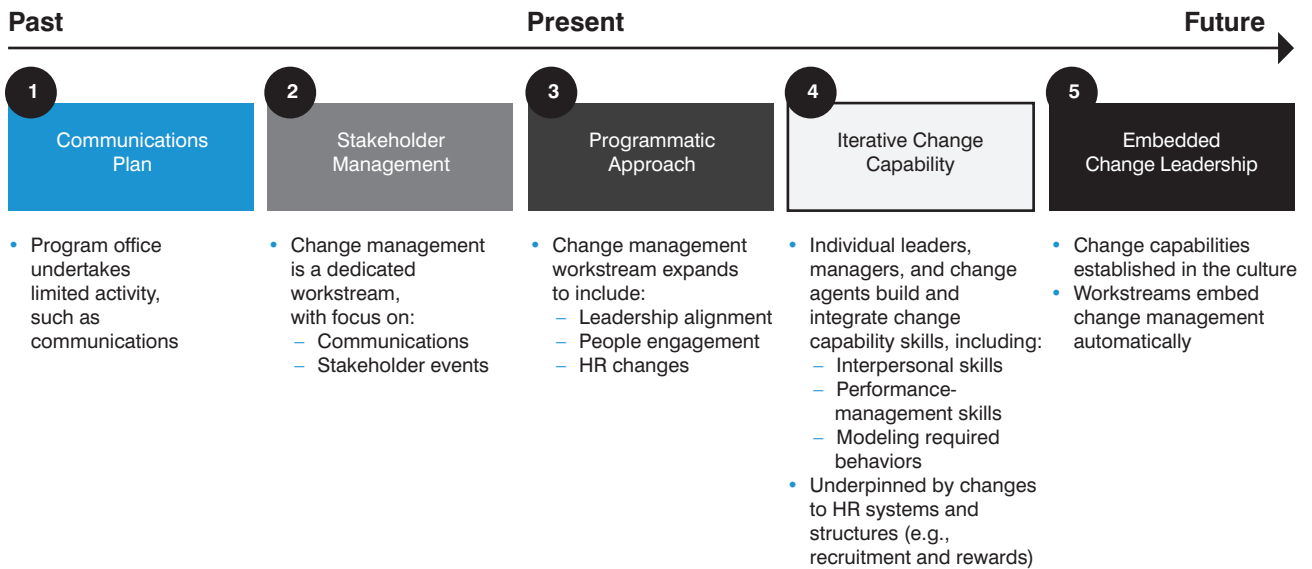 Past
Present
Future
1
Communications
Plan
2
Stakeholder
Management
3
Programmatic
Approach
4
Iterative Change
Capability
5
Embedded
Change Leadership
• Program office
undertakes
limited activity,
such as
communications
• Change management
is a dedicated
workstream,
with focus on:
– Communications
– Stakeholder events
• Change management
workstream expands
to include:
– Leadership alignment
– People engagement
– HR changes
• Individual leaders,
managers, and change
agents build and
integrate change
capability skills, including:
– Interpersonal skills
– Performance-
management skills
– Modeling required
behaviors
• Underpinned by changes
to HR systems and
structures (e.g.,
recruitment and rewards)
• Change capabilities
established in the culture
• Workstreams embed
change management
automatically